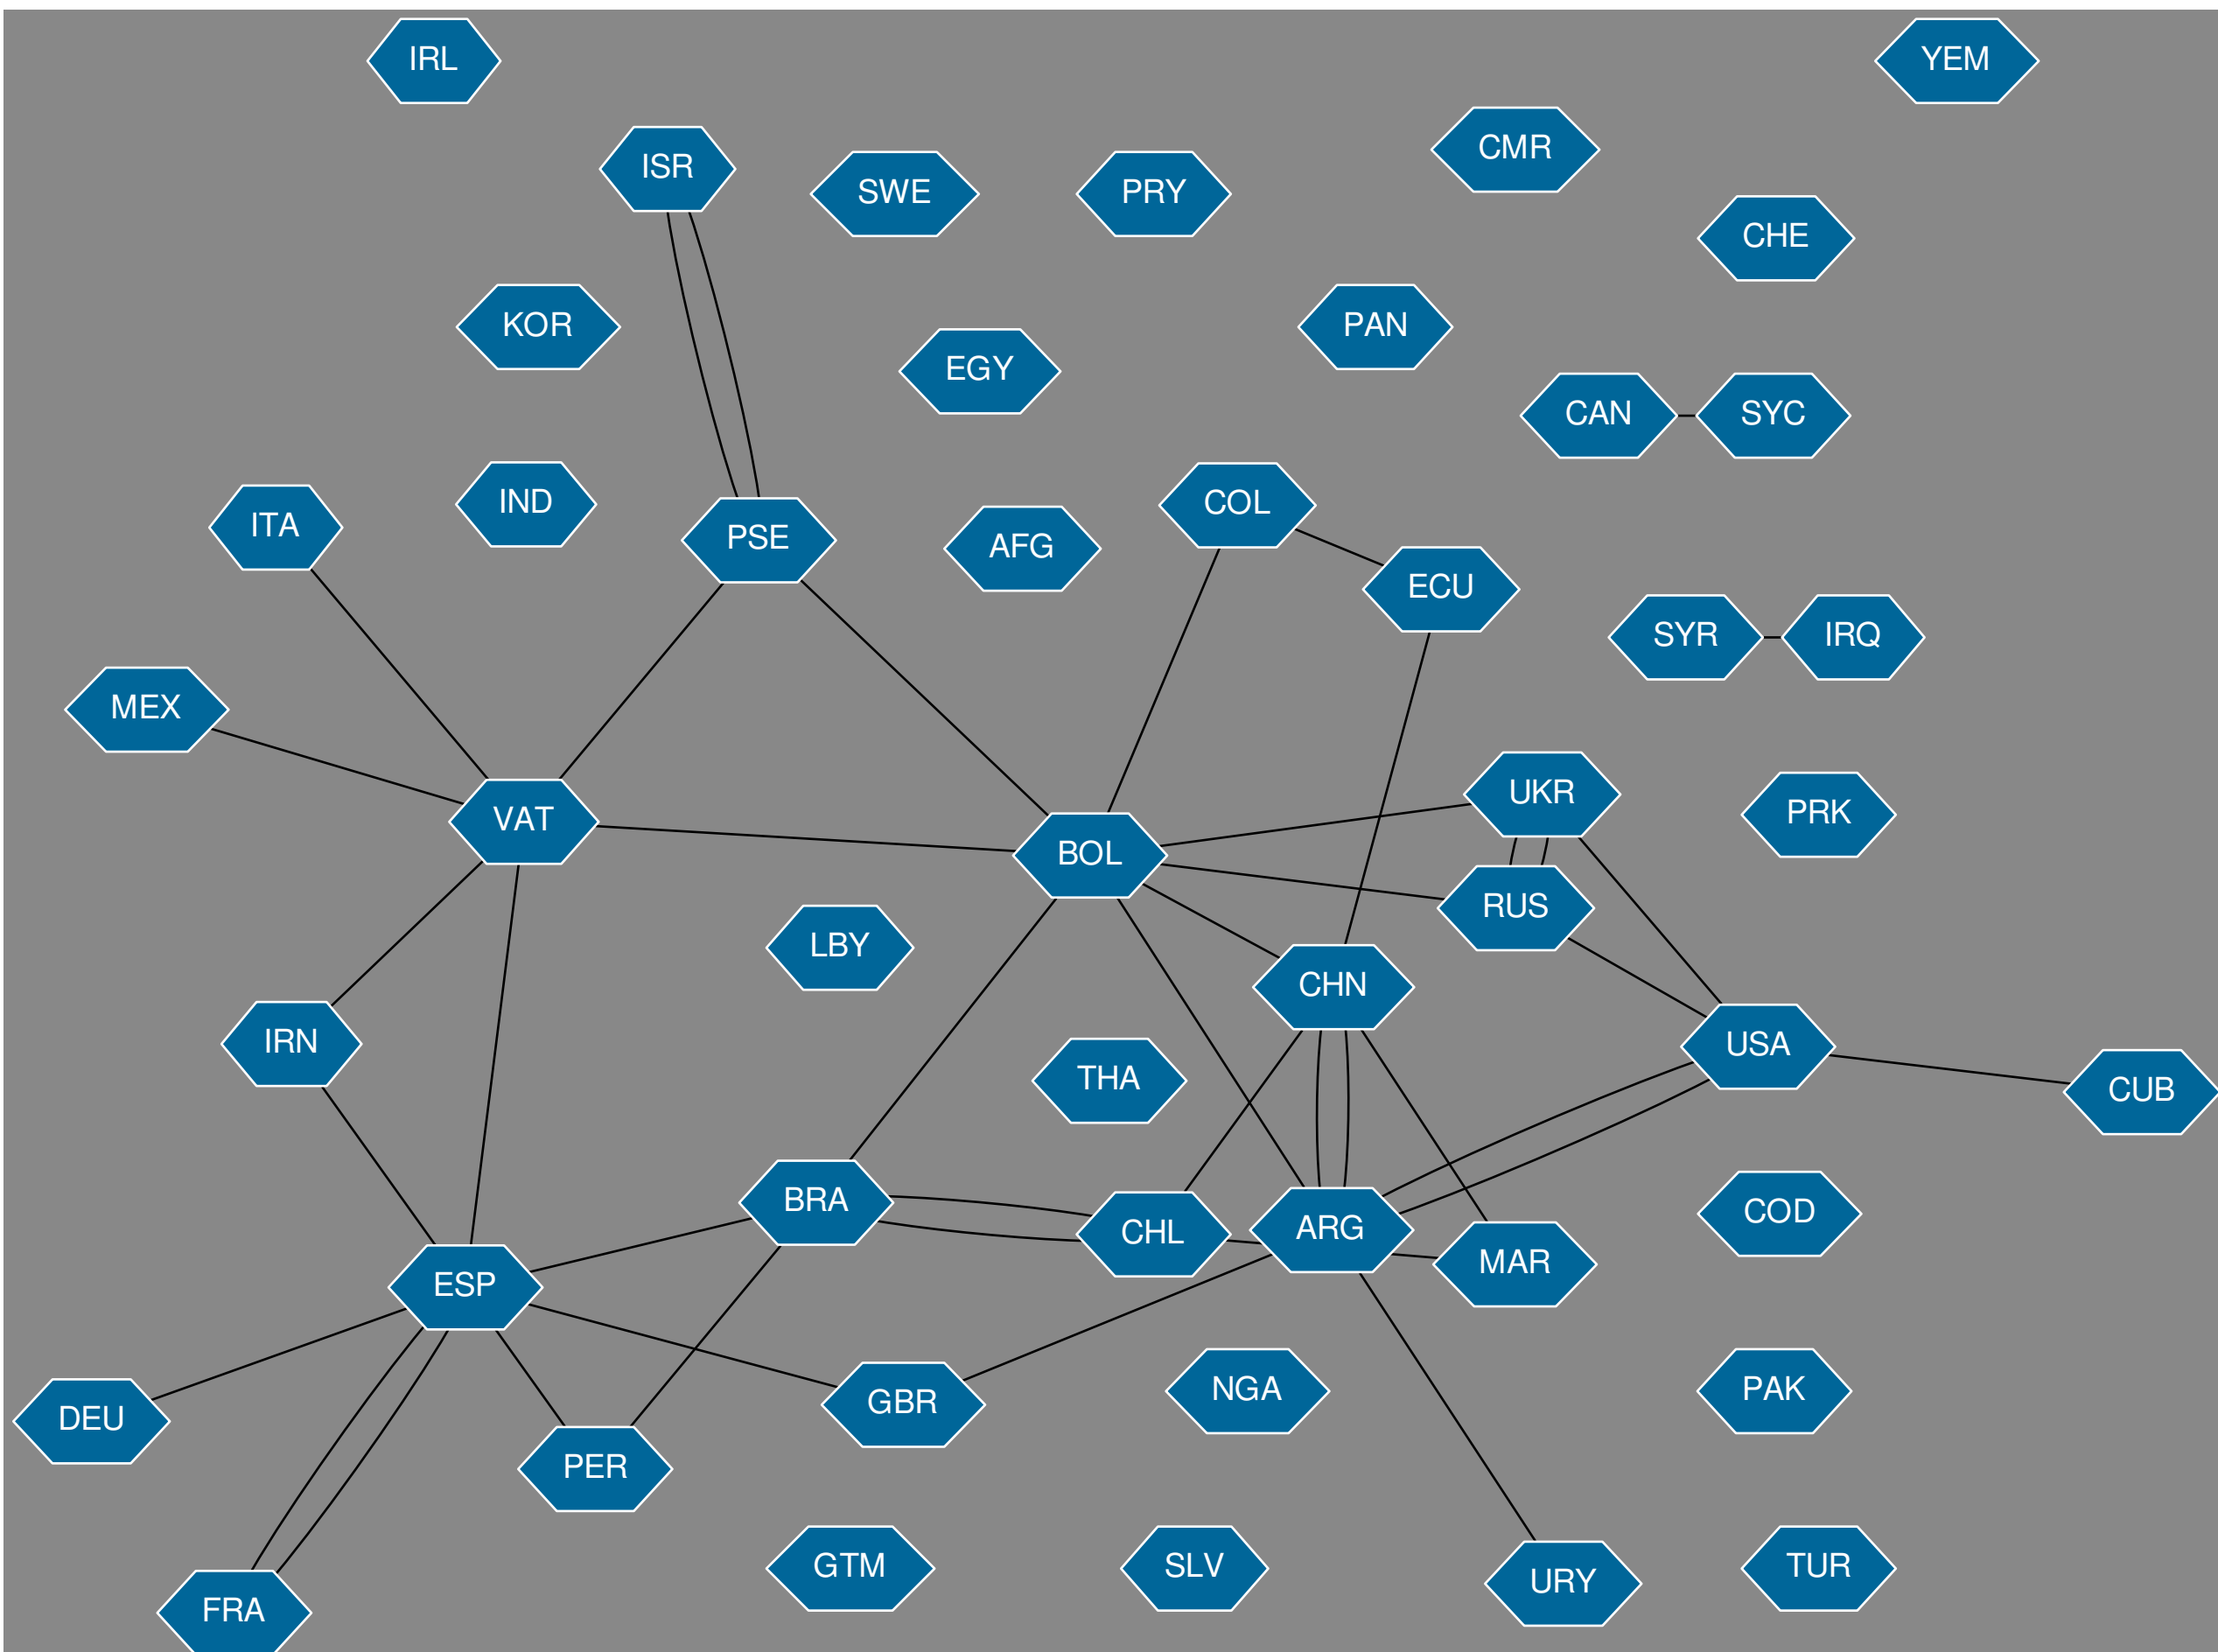 IRL
YEM
CMR
ISR
SWE
PRY
CHE
KOR
PAN
EGY
CAN
SYC
IND
COL
ITA
PSE
AFG
ECU
SYR
IRQ
MEX
UKR
PRK
VAT
BOL
RUS
LBY
CHN
IRN
USA
THA
CUB
BRA
COD
ARG
CHL
MAR
ESP
NGA
PAK
GBR
DEU
PER
GTM
SLV
TUR
URY
FRA